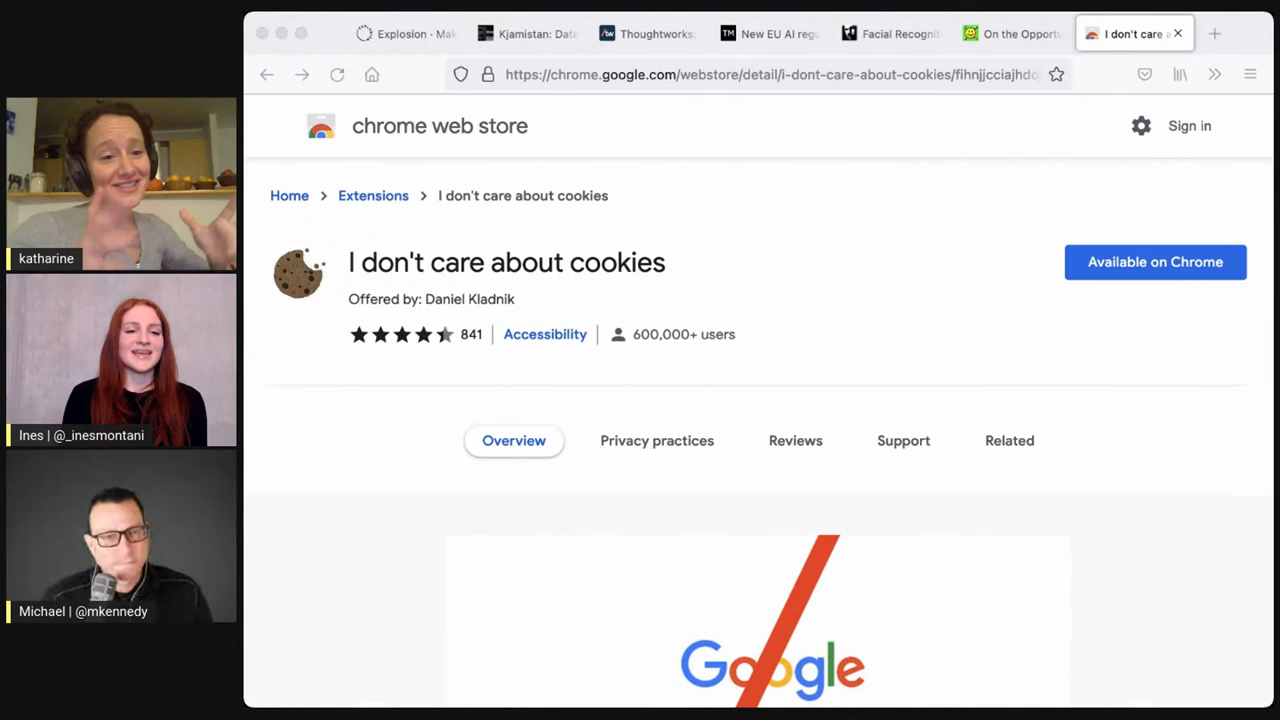 Explosion - Mak
Kjamistan: Data
Thoughtworks:
New EU AI regu
Facial Recognit
On the Opportu
I don't care a
https://chrome.google.com/webstore/detail/i-dont-care-about-cookies/fihnjjcciajhdo
chrome web store
Sign in
Home
Extensions
I don't care about cookies
I don't care about cookies
Available on Chrome
Offered by: Daniel Kladnik
841
Accessibility
600,000+ users
Overview
Privacy practices
Reviews
Support
Related
Google
katharine
Ines | @_inesmontani
Michael | @mkennedy